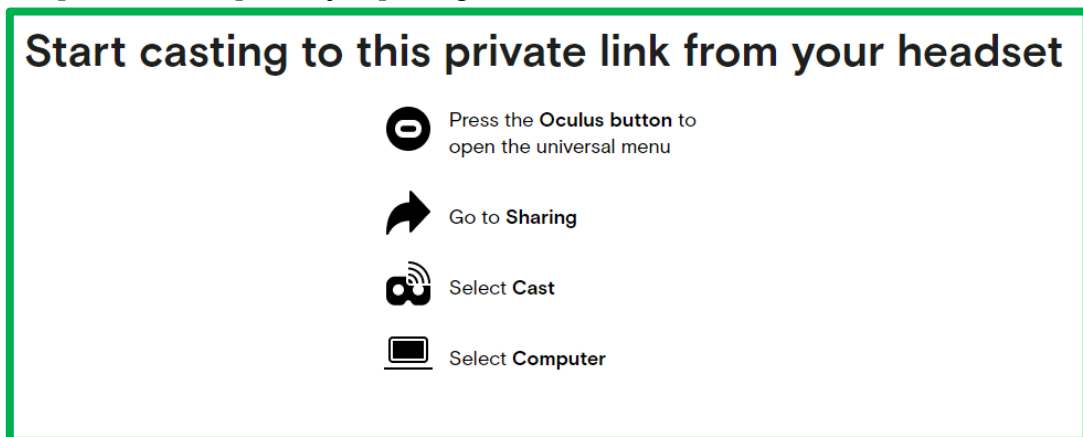 Start casting to this private link from your headset
Press the Oculus button to
open the universal menu
Go to Sharing
Select Cast
Select Computer